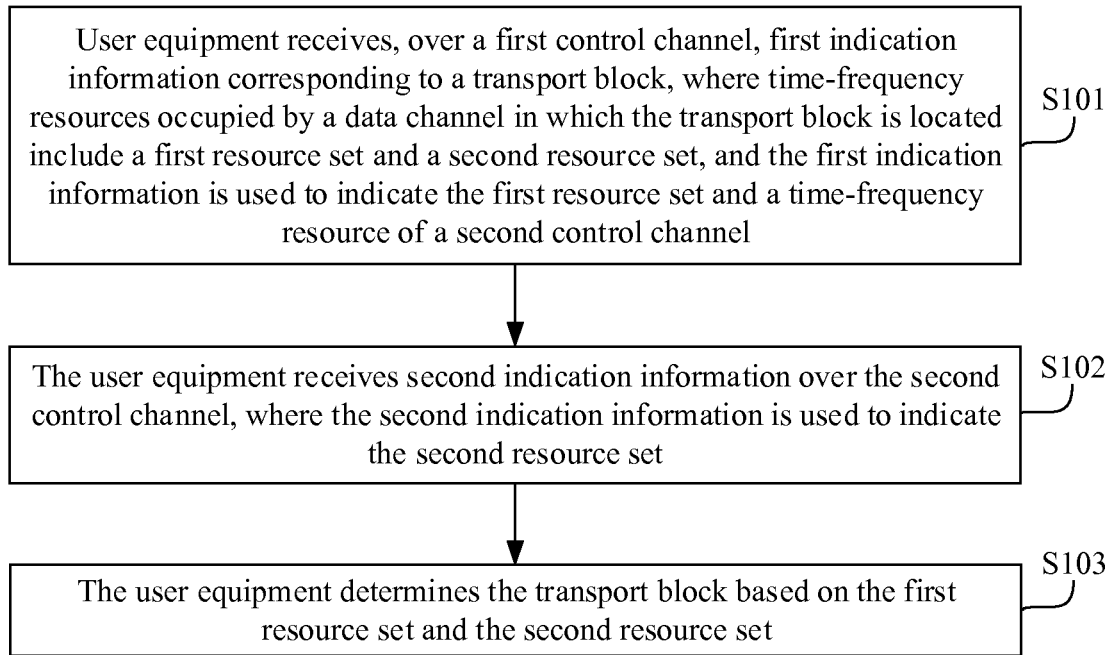 User equipment receives, over a first control channel, first indication
information corresponding to a transport block, where time-frequency
resources occupied by a data channel in which the transport block is located
include a first resource set and a second resource set, and the first indication
information is used to indicate the first resource set and a time-frequency
resource of a second control channel
S101
The user equipment receives second indication information over the second
control channel, where the second indication information is used to indicate
the second resource set
S102
The user equipment determines the transport block based on the first
resource set and the second resource set
S103